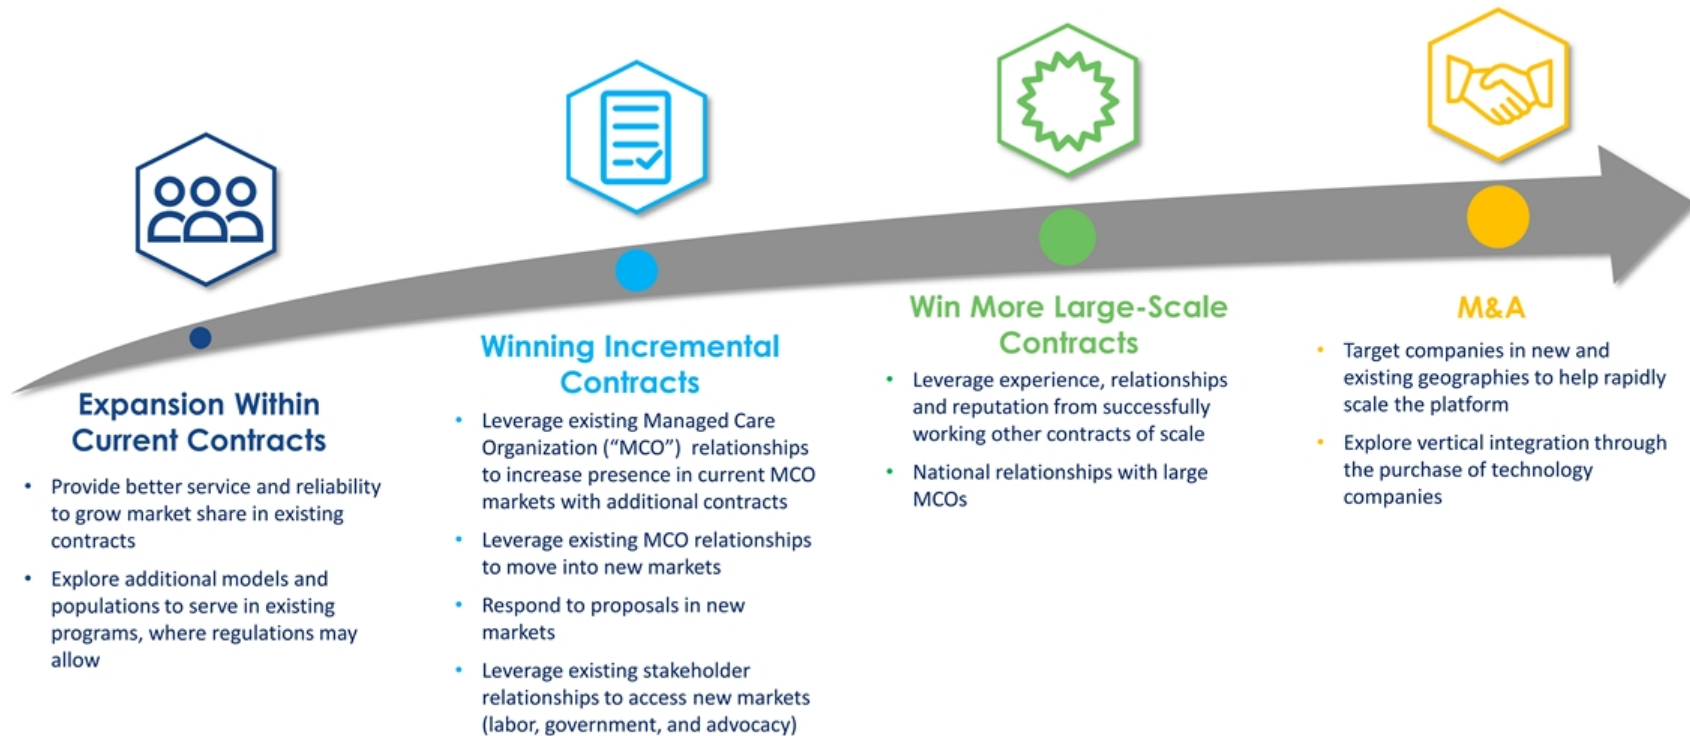 Expansion Within
Current Contracts
• Provide better service and reliability
to grow market share in existing
contracts
• Explore additional models and
populations to serve in existing
programs, where regulations may
allow
Winning Incremental
Contracts
• Leverage existing Managed Care
Organization (“MCO”) relationships
to increase presence in current MCO
markets with additional contracts
• Leverage existing MCO relationships
to move into new markets
• Respond to proposals in new
markets
• Leverage existing stakeholder
relationships to access new markets
(labor, government, and advocacy)
Win More Large-Scale
Contracts
• Leverage experience, relationships
and reputation from successfully
working other contracts of scale
• National relationships with large
MCOs
M&A
• Target companies in new and
existing geographies to help rapidly
scale the platform
• Explore vertical integration through
the purchase of technology
companies